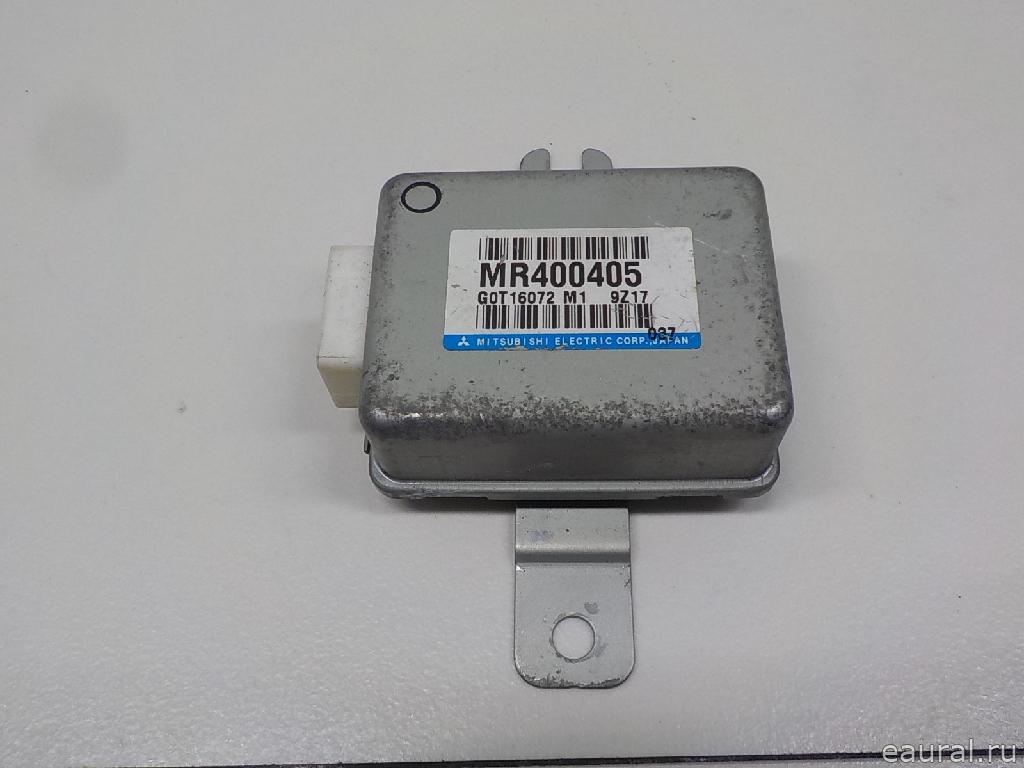 MR400405
G0T16072 M1 9Z17
037
MITSUBISHI ELECTRIC CORP.JAPAN
eaural.ru